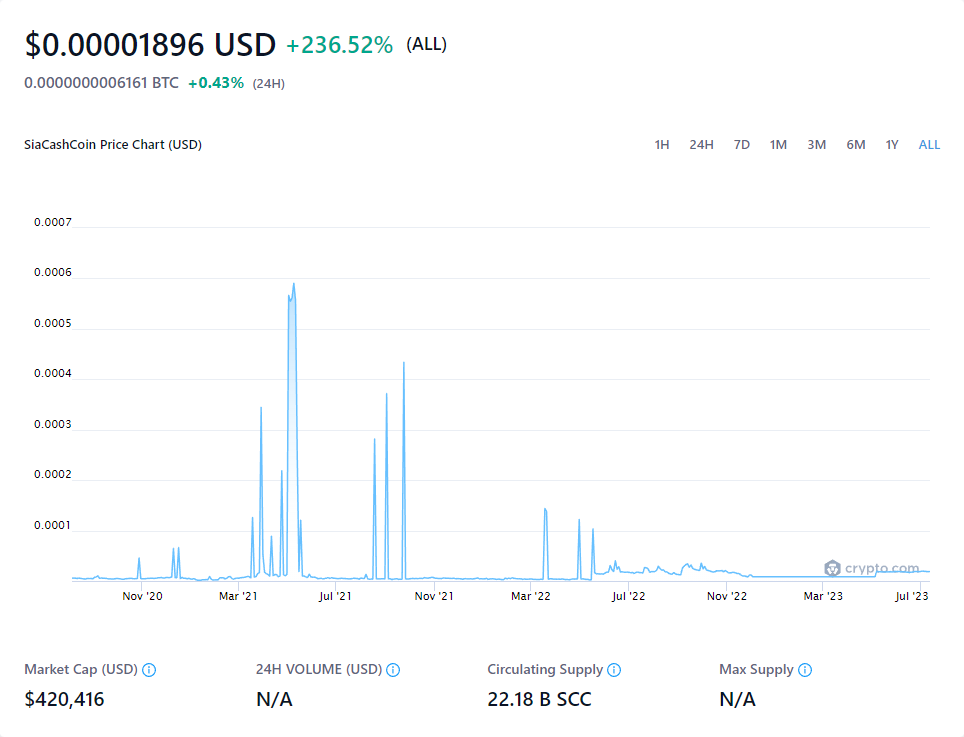 $0.00001896 USD +236.52% (ALL)
0.0000000006161 BTC +0.43% (24H)
SiaCashCoin Price Chart (USD) 1H 24H 7D 1M 3M 6M 1Y ALL
0.0007
0.0006
0.0005
0.0004
0.0003
0.0002
0.0001
crypto.com
Nov '20 Mar '21 Jul '21 Nov '21 Mar '22 Jul '22 Nov '22 Mar '23 Jul '23
Market Cap (USD) 24H VOLUME (USD) Circulating Supply Max Supply
$420,416 N/A 22.18 B SCC N/A